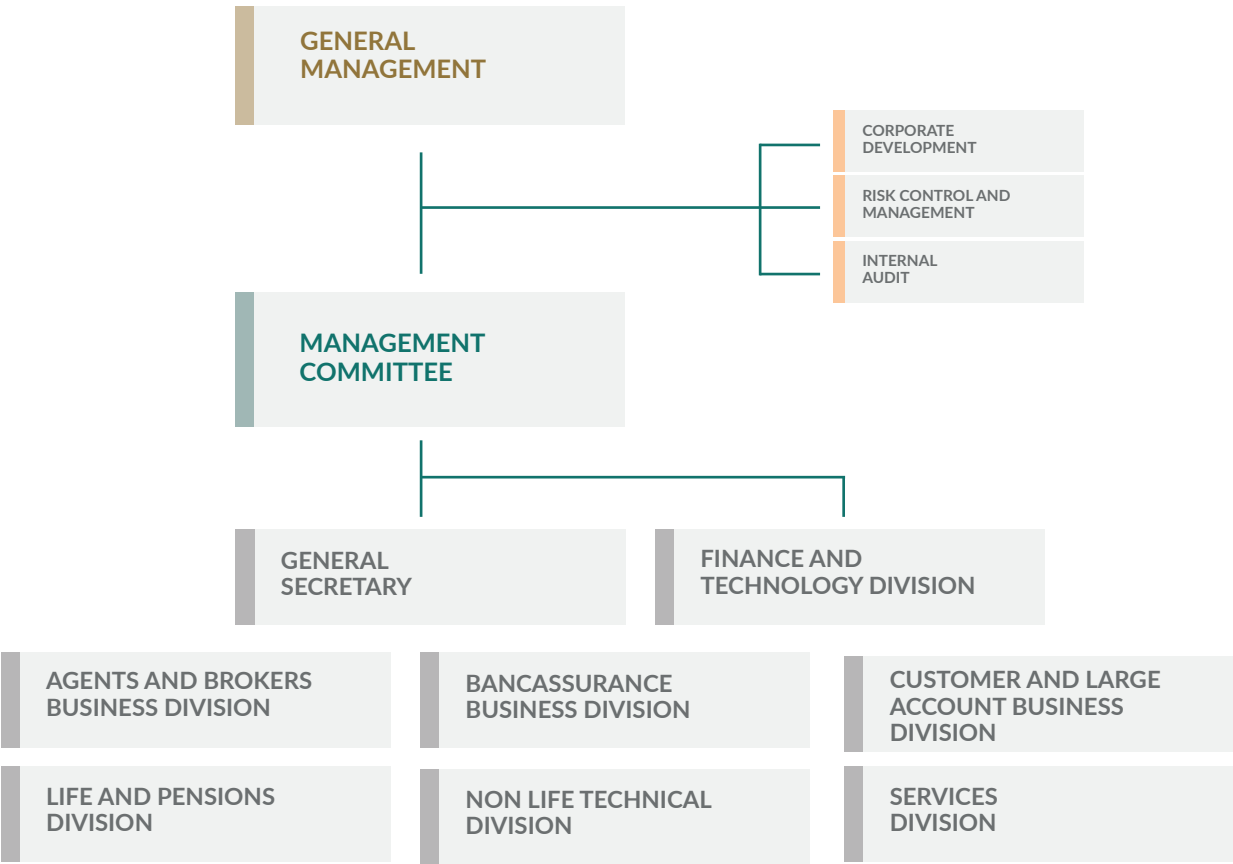 GENERAL
MANAGEMENT
CORPORATE
DEVELOPMENT
RISK CONTROL AND
MANAGEMENT
INTERNAL
AUDIT
MANAGEMENT
COMMITTEE
GENERAL
SECRETARY
FINANCE AND
TECHNOLOGY DIVISION
AGENTS AND BROKERS
BUSINESS DIVISION
BANCASSURANCE
BUSINESS DIVISION
CUSTOMER AND LARGE
ACCOUNT BUSINESS
DIVISION
LIFE AND PENSIONS
DIVISION
NON LIFE TECHNICAL
DIVISION
SERVICES
DIVISION